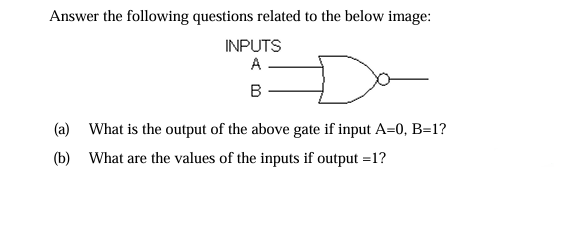 Answer the following questions related to the below image:
INPUTS
A
B
(a) What is the output of the above gate if input A=0, B=1?
(b) What are the values of the inputs if output =1?